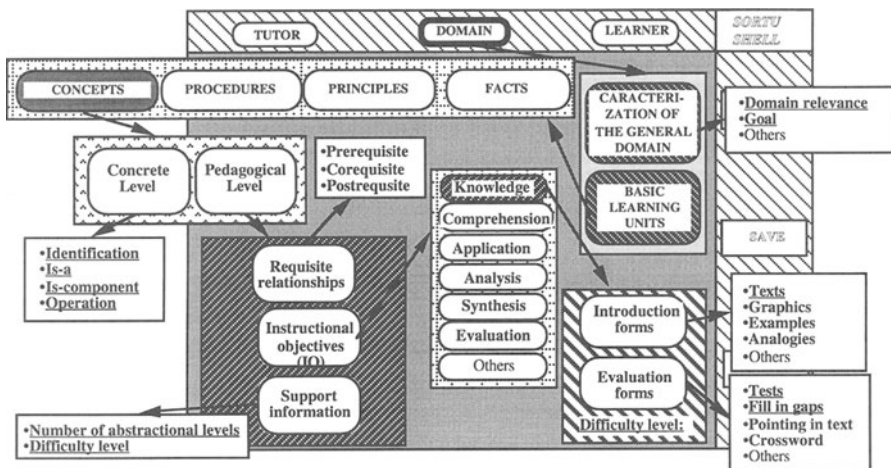 TUTOR
DOMAIN
LEARNER
SORTU
SHELL
CONCEPTS
PROCEDURES
PRINCIPLES
FACTS
CARACTERI-
ZATION OF
THE GENERAL
DOMAIN
•Domain relevance
•Goal
•Others
Concrete
Level
Pedagogical
Level
•Prerequisite
•Corequisite
•Postrequsite
Knowledge
Comprehension
Application
Analysis
Synthesis
Evaluation
Others
BASIC
LEARNING
UNITS
SAVE
•Identification
•Is-a
•Is-component
•Operation
Requisite
relationships
Instructional
objectives
(IO)
Support
information
Introduction
forms
Evaluation
forms
Difficulty level:
•Texts
•Graphics
•Examples
•Analogies
•Others
•Tests
•Fill in gaps
•Pointing in text
•Crossword
•Others
•Number of abstractional levels
•Difficulty level